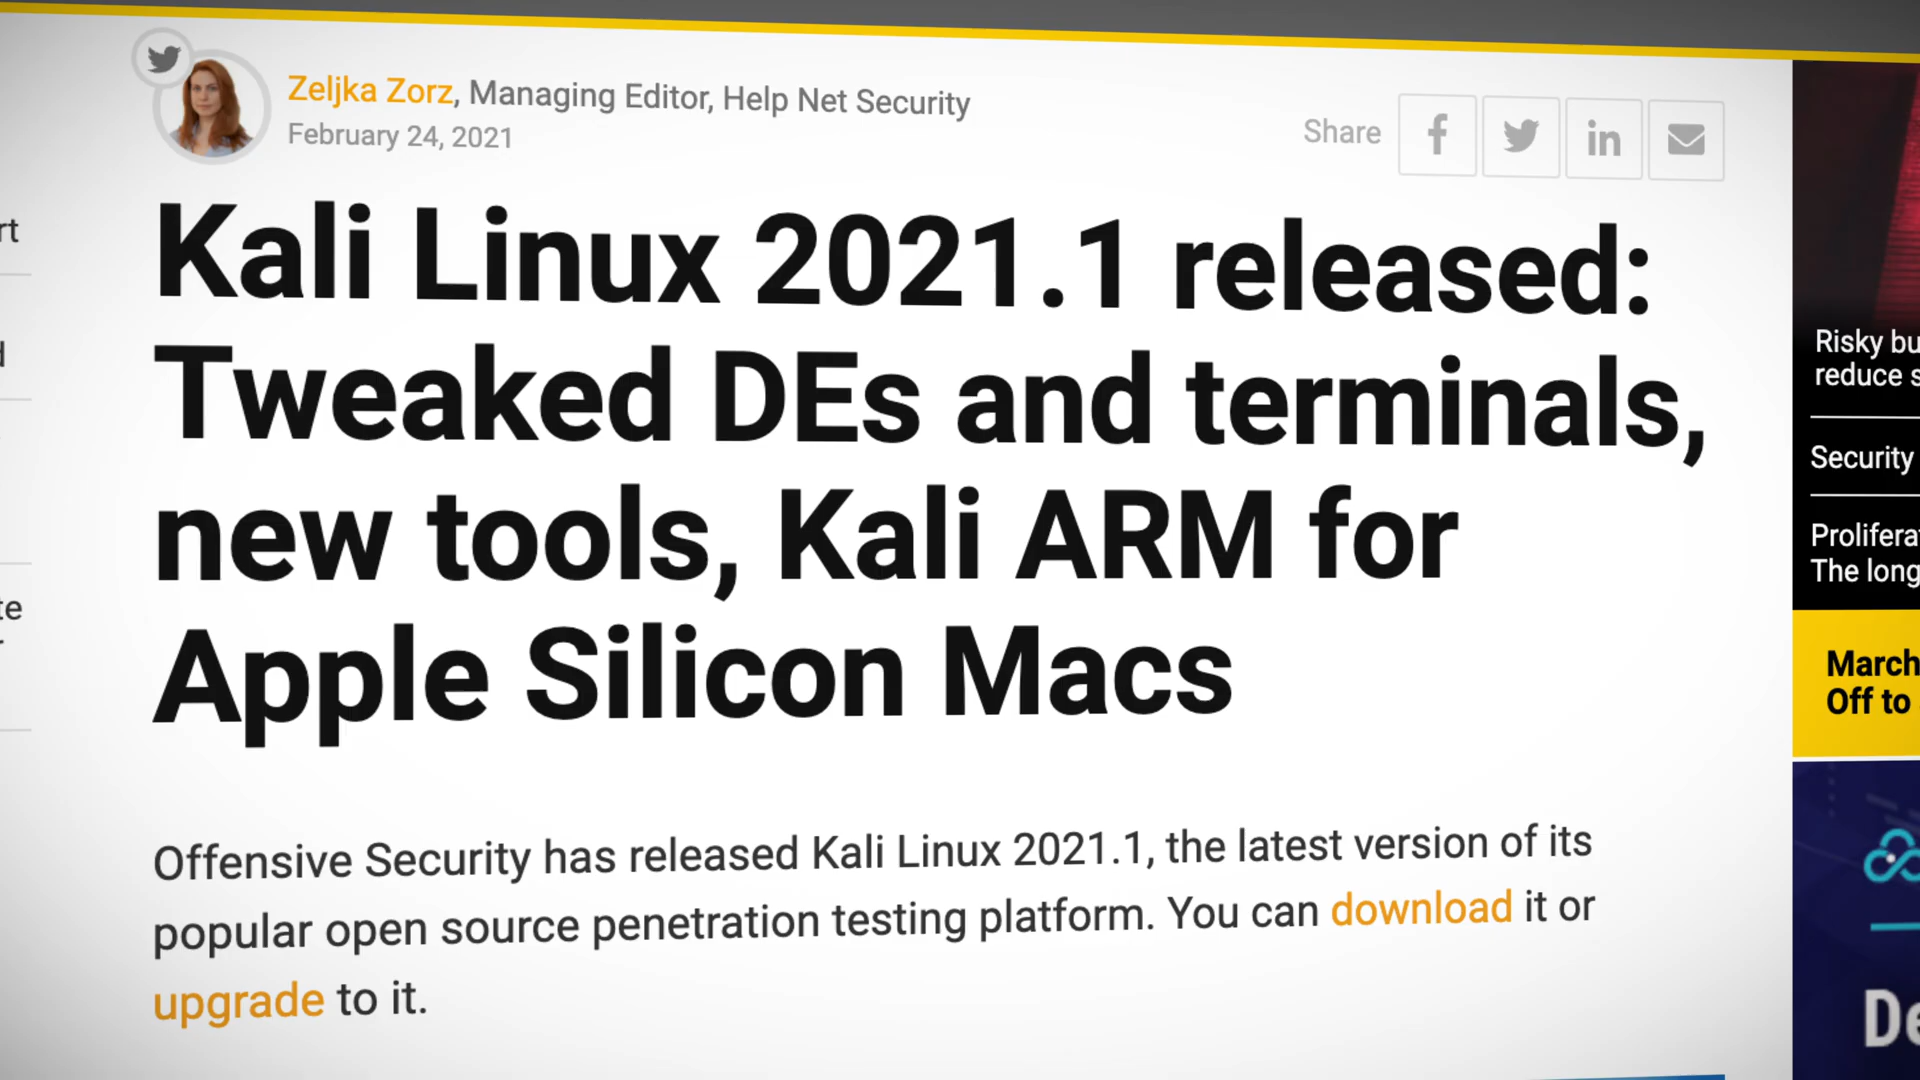 Zeljka Zorz, Managing Editor, Help Net Security
February 24, 2021
Share
Kali Linux 2021.1 released:
Tweaked DEs and terminals,
new tools, Kali ARM for
Apple Silicon Macs
Offensive Security has released Kali Linux 2021.1, the latest version of its
popular open source penetration testing platform. You can download it or
upgrade to it.
Risky
reduce
Security
The long
March
Off to